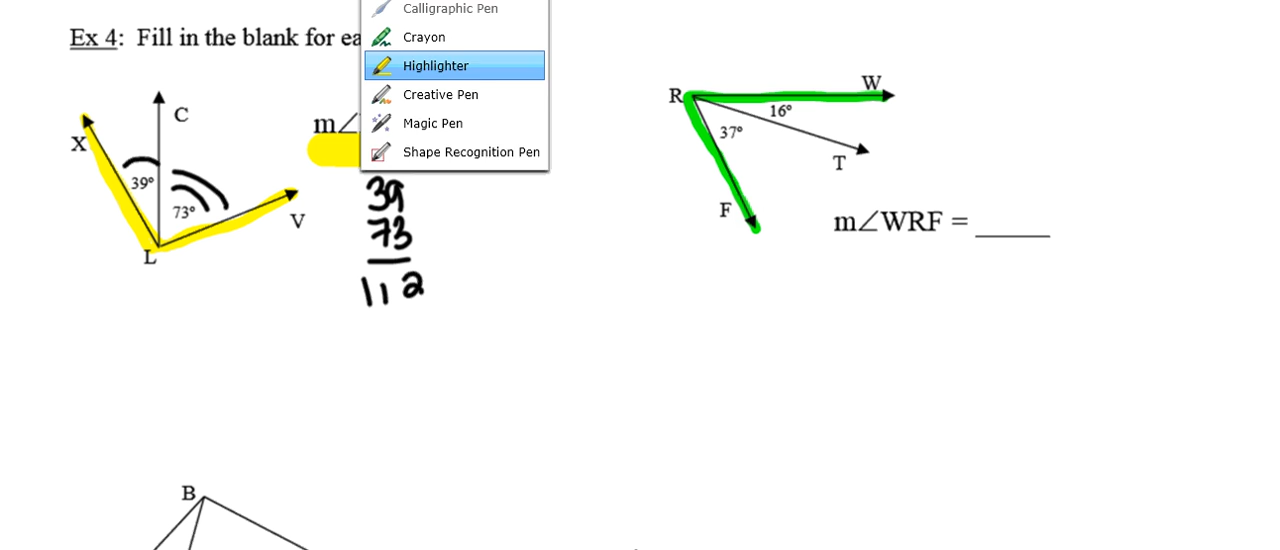 Calligraphic Pen
Ex 4: Fill in the blank for ea
Crayon
Highlighter
Creative Pen
Magic Pen
Shape Recognition Pen
C
X
m∠
39°
73°
V
L
39
73
112
R
W
16°
37°
T
F
m∠WRF = _____
B